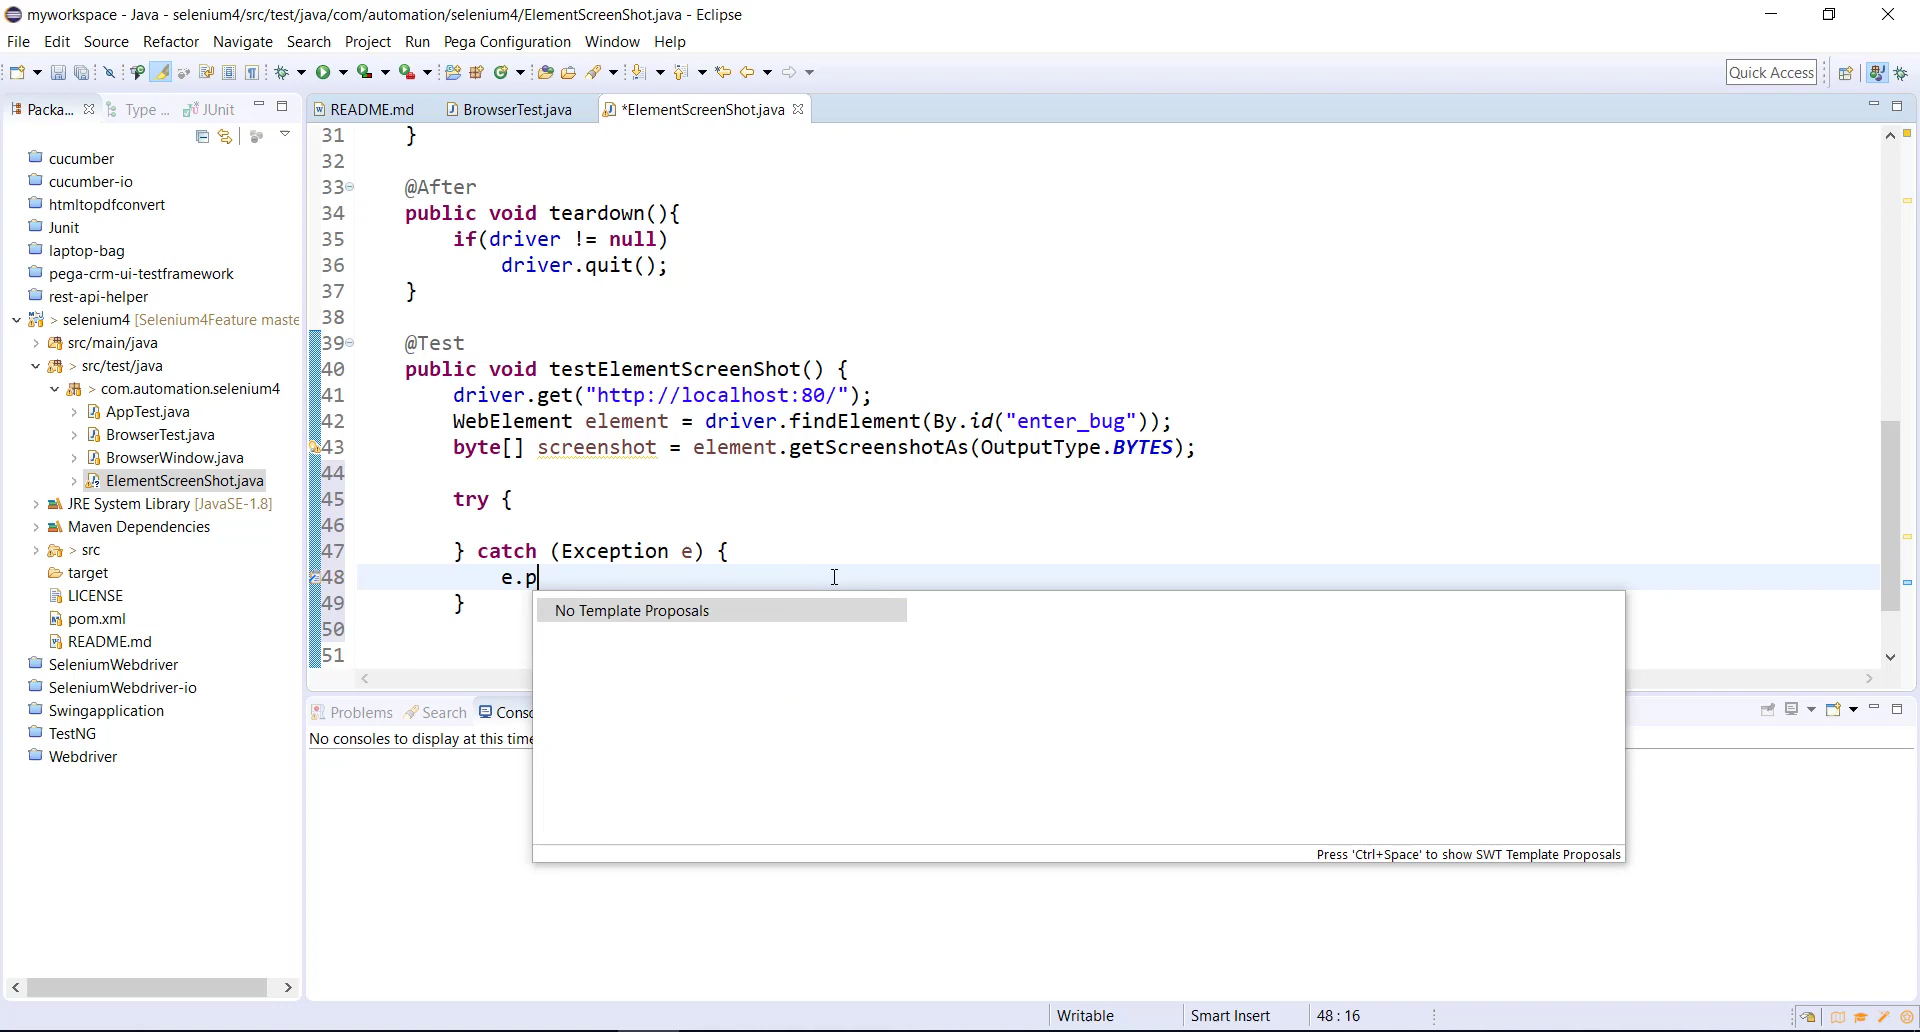 myworkspace - Java - selenium4/src/test/java/com/automation/selenium4/ElementScreenShot.java - Eclipse
File Edit Source Refactor Navigate Search Project Run Pega Configuration Window Help
Quick Access
Packa... Type ... JUnit
README.md BrowserTest.java *ElementScreenShot.java
cucumber
cucumber-io
htmltopdfconvert
Junit
laptop-bag
pega-crm-ui-testframework
rest-api-helper
> selenium4 [Selenium4Feature maste
src/main/java
> src/test/java
> com.automation.selenium4
AppTest.java
BrowserTest.java
BrowserWindow.java
ElementScreenShot.java
JRE System Library [JavaSE-1.8]
Maven Dependencies
> src
target
LICENSE
pom.xml
README.md
SeleniumWebdriver
SeleniumWebdriver-io
Swingapplication
TestNG
Webdriver
31 }
32
33 @After
34 public void teardown(){
35 if(driver != null)
36 driver.quit();
37 }
38
39 @Test
40 public void testElementScreenShot() {
41 driver.get("http://localhost:80/");
42 WebElement element = driver.findElement(By.id("enter_bug"));
43 byte[] screenshot = element.getScreenshotAs(OutputType.BYTES);
44
45 try {
46
47 } catch (Exception e) {
48 e.p
49 }
50
51
No Template Proposals
Press 'Ctrl+Space' to show SWT Template Proposals
Problems Search Conso
No consoles to display at this time
Writable Smart Insert 48 : 16